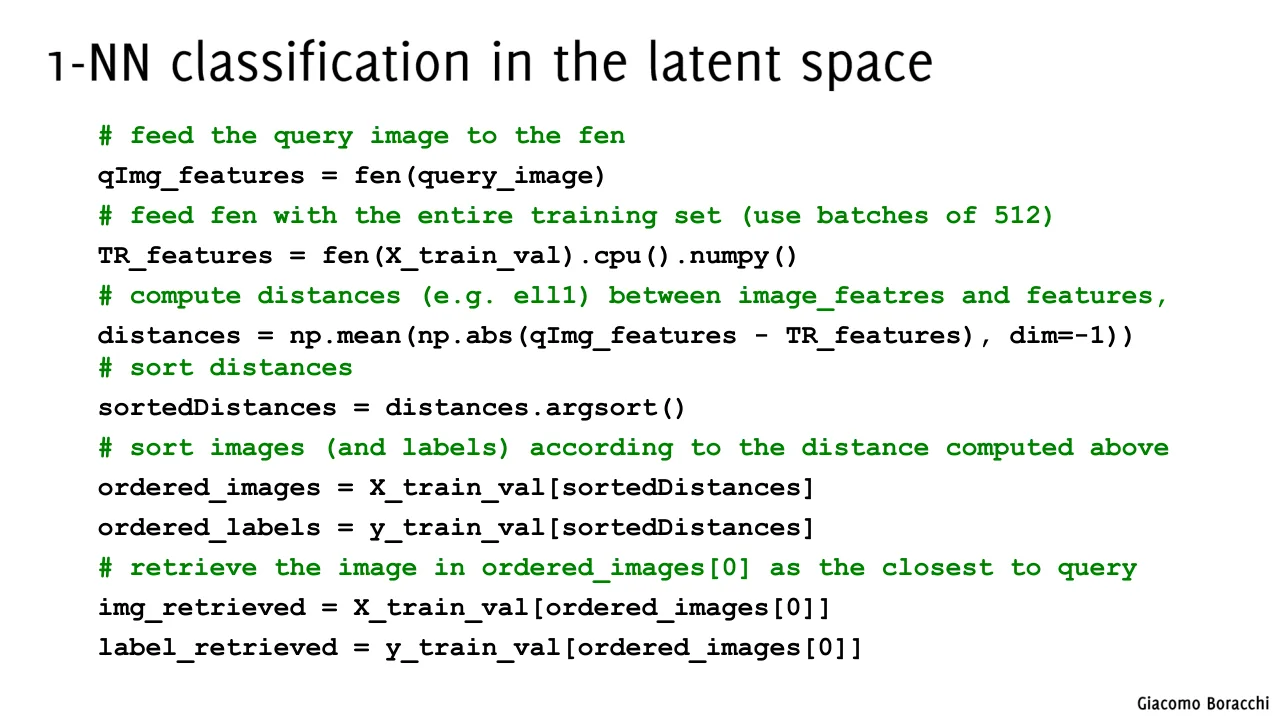 1-NN classification in the latent space
# feed the query image to the fen
qImg_features = fen(query_image)
# feed fen with the entire training set (use batches of 512)
TR_features = fen(X_train_val).cpu().numpy()
# compute distances (e.g. ell1) between image_featres and features,
distances = np.mean(np.abs(qImg_features - TR_features), dim=-1))
# sort distances
sortedDistances = distances.argsort()
# sort images (and labels) according to the distance computed above
ordered_images = X_train_val[sortedDistances]
ordered_labels = y_train_val[sortedDistances]
# retrieve the image in ordered_images[0] as the closest to query
img_retrieved = X_train_val[ordered_images[0]]
label_retrieved = y_train_val[ordered_images[0]]
Giacomo Boracchi